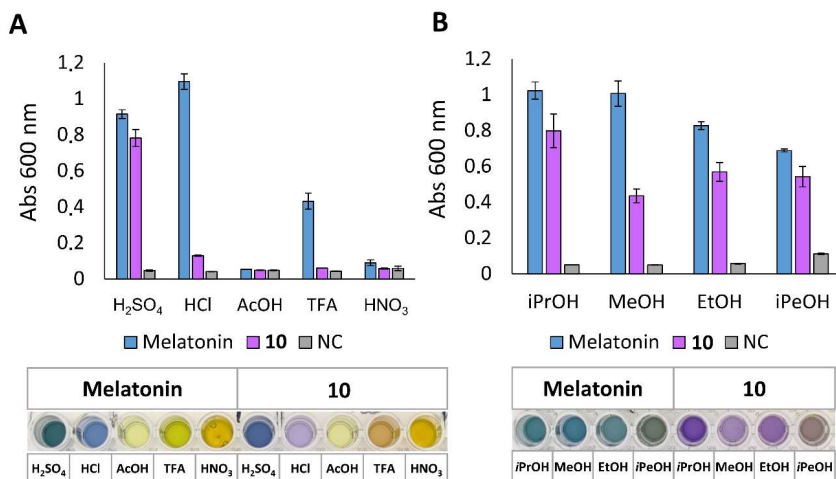 A
Abs 600 nm
1.2
1
0.8
0.6
0.4
0.2
0
H₂SO₄ HCl AcOH TFA HNO₃
Melatonin 10 NC
Melatonin 10
H₂SO₄ HCl AcOH TFA HNO₃ H₂SO₄ HCl AcOH TFA HNO₃
B
Abs 600 nm
1.2
1
0.8
0.6
0.4
0.2
0
iPrOH MeOH EtOH iPeOH
Melatonin 10 NC
Melatonin 10
iPrOH MeOH EtOH iPeOH iPrOH MeOH EtOH iPeOH